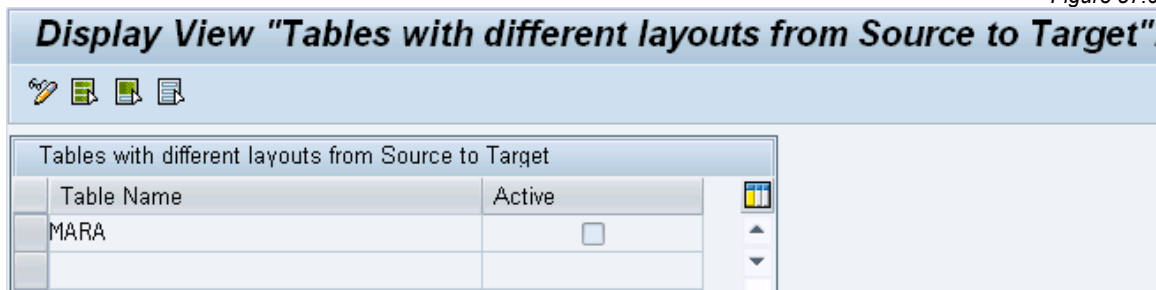 Display View "Tables with different layouts from Source to Target"
Tables with different layouts from Source to Target
Table Name Active
MARA